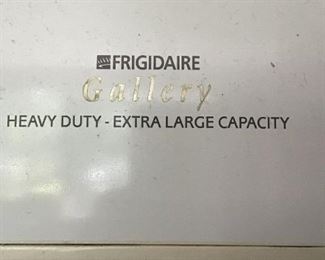 FRIGIDAIRE
Gallery
HEAVY DUTY - EXTRA LARGE CAPACITY